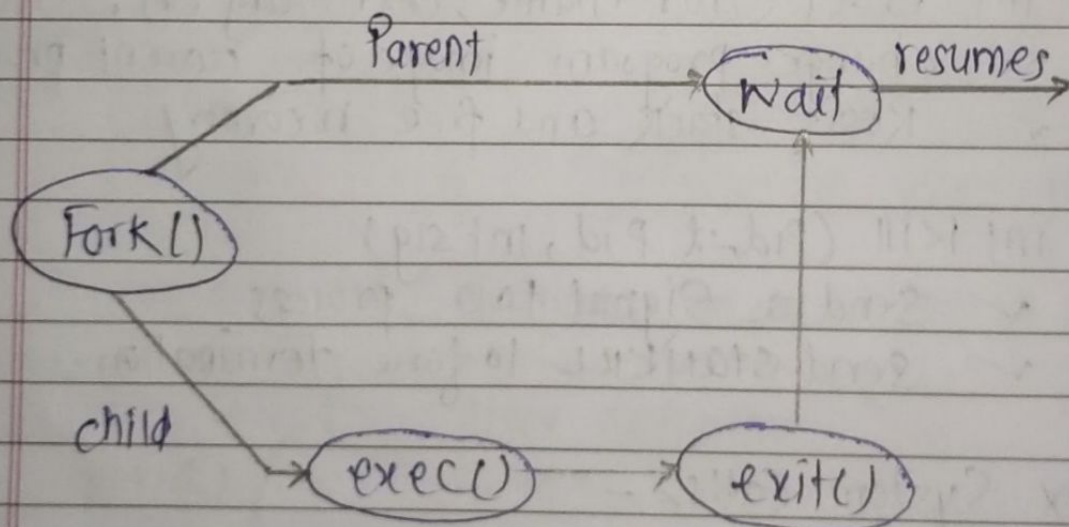 Parent
resumes
Wait
Fork()
child
exec()
exit()